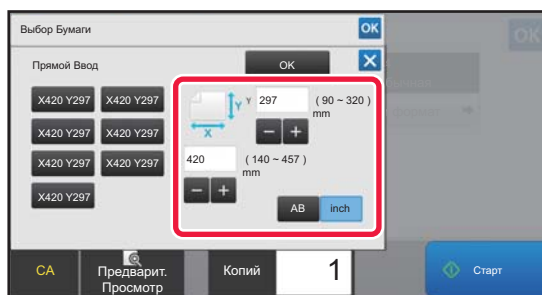 Выбор Бумаги
OK
OK
Прямой Ввод
OK
X420 Y297
X420 Y297
X420 Y297
X420 Y297
X420 Y297
X420 Y297
X420 Y297
Y
Y
297
( 90 ~ 320 )
mm
X
420
( 140 ~ 457 )
mm
AB
inch
формат
CA
Предварит.
Просмотр
Копий
1
Старт